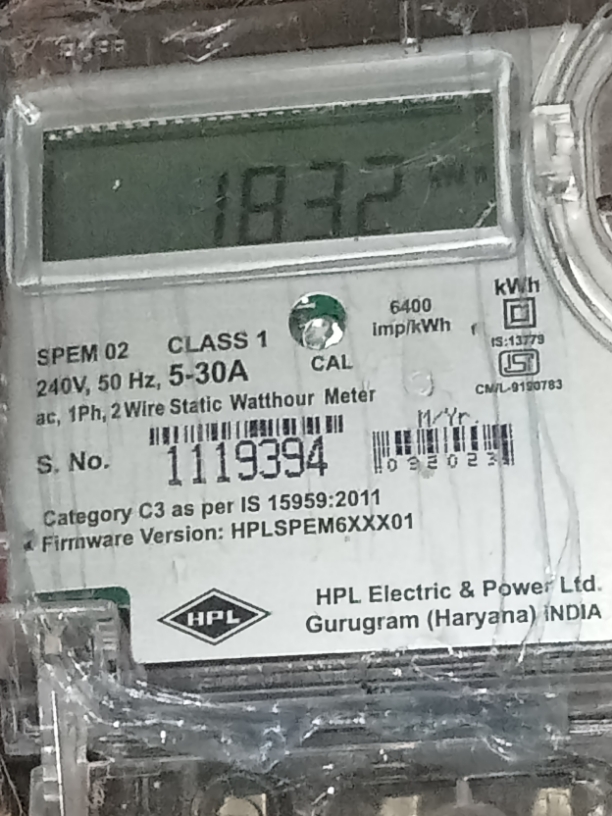 1832
kWh
6400
imp/kWh
kWh
IS:13779
CM/L-9190783
SPEM 02 CLASS 1
CAL
240V, 50 Hz, 5-30A
ac, 1Ph, 2 Wire Static Watthour Meter
M/Yr.
S. No. 1119394
092023
Category C3 as per IS 15959:2011
Firmware Version: HPLSPEM6XXX01
HPL
HPL Electric & Power Ltd.
Gurugram (Haryana) INDIA